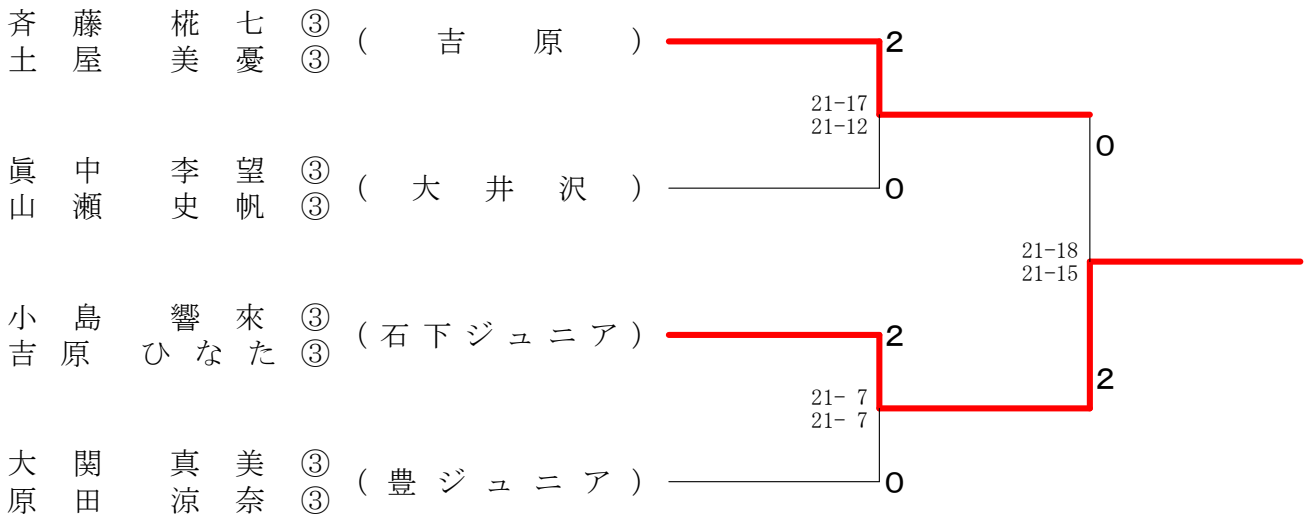 斉藤 椛七 ③
土屋 美憂 ③
(吉原)
2
21-17
21-12
0
眞中 李望 ③
山瀬 史帆 ③
(大井沢)
0
21-18
21-15
小島 響來 ③
吉原 ひなた ③
(石下ジュニア)
2
2
21- 7
21- 7
大関 真美 ③
原田 涼奈 ③
(豊ジュニア)
0